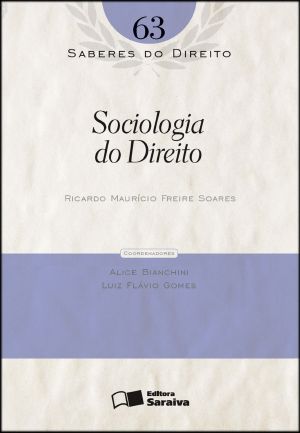 63
SABERES DO DIREITO
Sociologia
do Direito
RICARDO MAURÍCIO FREIRE SOARES
COORDENADORES
ALICE BIANCHINI
LUIZ FLÁVIO GOMES
Editora
Saraiva